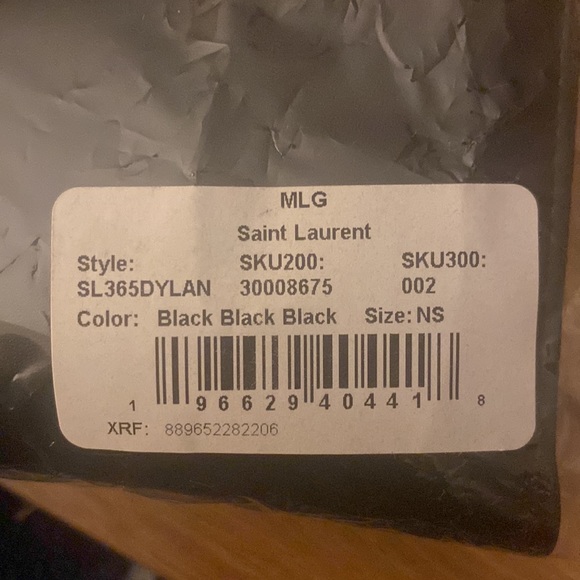 MLG
Saint Laurent
Style: SKU200: SKU300:
SL365DYLAN 30008675 002
Color: Black Black Black Size: NS
1 96629 40441 8
XRF: 889652282206